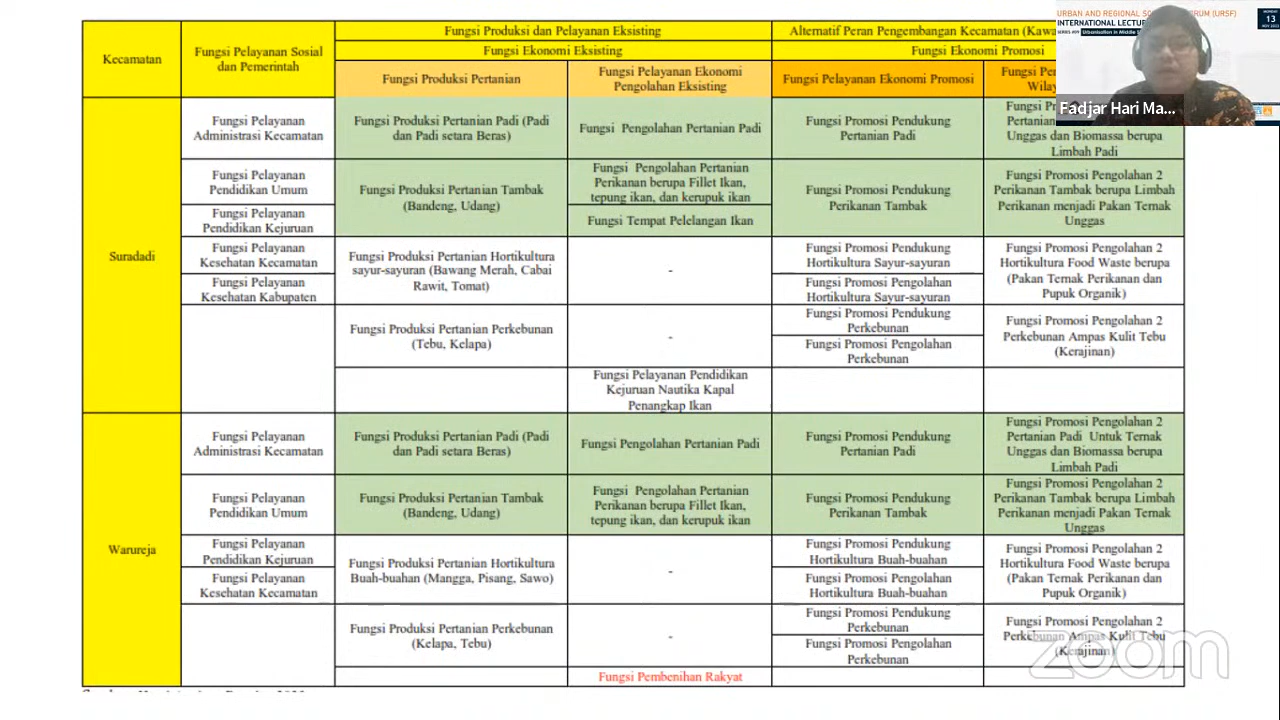 Kecamatan
Fungsi Pelayanan Sosial
dan Pemerintah
Fungsi Produksi dan Pelayanan Eksisting
Alternatif Peran Pengembangan Kecamatan
Fungsi Ekonomi Eksisting
Fungsi Ekonomi Promosi
Fungsi Produksi Pertanian
Fungsi Pelayanan Ekonomi
Pengolahan Eksisting
Fungsi Pelayanan Ekonomi Promosi
Fungsi
URBAN AND REGIONAL
INTERNATIONAL
MONDAY
13
Fadjar Hari Ma...
Suradadi
Fungsi Pelayanan
Administrasi Kecamatan
Fungsi Produksi Pertanian Padi (Padi
dan Padi setara Beras)
Fungsi Pengolahan Pertanian Padi
Fungsi Promosi Pendukung
Pertanian Padi
Fungsi
Pertanian
Unggas dan Biomassa berupa
Limbah Padi
Fungsi Pelayanan
Pendidikan Umum
Fungsi Pelayanan
Pendidikan Kejuruan
Fungsi Produksi Pertanian Tambak
(Bandeng, Udang)
Fungsi Pengolahan Pertanian
Perikanan berupa Fillet Ikan,
tepung ikan, dan kerupuk ikan
Fungsi Tempat Pelelangan Ikan
Fungsi Promosi Pendukung
Perikanan Tambak
Fungsi Promosi Pengolahan 2
Perikanan Tambak berupa Limbah
Perikanan menjadi Pakan Ternak
Unggas
Fungsi Pelayanan
Kesehatan Kecamatan
Fungsi Pelayanan
Kesehatan Kabupaten
Fungsi Produksi Pertanian Hortikultura
sayur-sayuran (Bawang Merah, Cabai
Rawit, Tomat)
-
Fungsi Promosi Pendukung
Hortikultura Sayur-sayuran
Fungsi Promosi Pengolahan
Hortikultura Sayur-sayuran
Fungsi Promosi Pengolahan 2
Hortikultura Food Waste berupa
(Pakan Ternak Perikanan dan
Pupuk Organik)
Fungsi Produksi Pertanian Perkebunan
(Tebu, Kelapa)
-
Fungsi Promosi Pendukung
Perkebunan
Fungsi Promosi Pengolahan
Perkebunan
Fungsi Promosi Pengolahan 2
Perkebunan Ampas Kulit Tebu
(Kerajinan)
Fungsi Pelayanan Pendidikan
Kejuruan Nautika Kapal
Penangkap Ikan
Warureja
Fungsi Pelayanan
Administrasi Kecamatan
Fungsi Produksi Pertanian Padi (Padi
dan Padi setara Beras)
Fungsi Pengolahan Pertanian Padi
Fungsi Promosi Pendukung
Pertanian Padi
Fungsi Promosi Pengolahan 2
Pertanian Padi Untuk Ternak
Unggas dan Biomassa berupa
Limbah Padi
Fungsi Pelayanan
Pendidikan Umum
Fungsi Produksi Pertanian Tambak
(Bandeng, Udang)
Fungsi Pengolahan Pertanian
Perikanan berupa Fillet Ikan,
tepung ikan, dan kerupuk ikan
Fungsi Promosi Pendukung
Perikanan Tambak
Fungsi Promosi Pengolahan 2
Perikanan Tambak berupa Limbah
Perikanan menjadi Pakan Ternak
Unggas
Fungsi Pelayanan
Pendidikan Kejuruan
Fungsi Pelayanan
Kesehatan Kecamatan
Fungsi Produksi Pertanian Hortikultura
Buah-buahan (Mangga, Pisang, Sawo)
-
Fungsi Promosi Pendukung
Hortikultura Buah-buahan
Fungsi Promosi Pengolahan
Hortikultura Buah-buahan
Fungsi Promosi Pengolahan 2
Hortikultura Food Waste berupa
(Pakan Ternak Perikanan dan
Pupuk Organik)
Fungsi Produksi Pertanian Perkebunan
(Kelapa, Tebu)
-
Fungsi Promosi Pendukung
Perkebunan
Fungsi Promosi Pengolahan
Perkebunan
Fungsi Promosi Pengolahan 2
Perkebunan Ampas Kulit Tebu
(Kerajinan)
Fungsi Pembenihan Rakyat
zoom